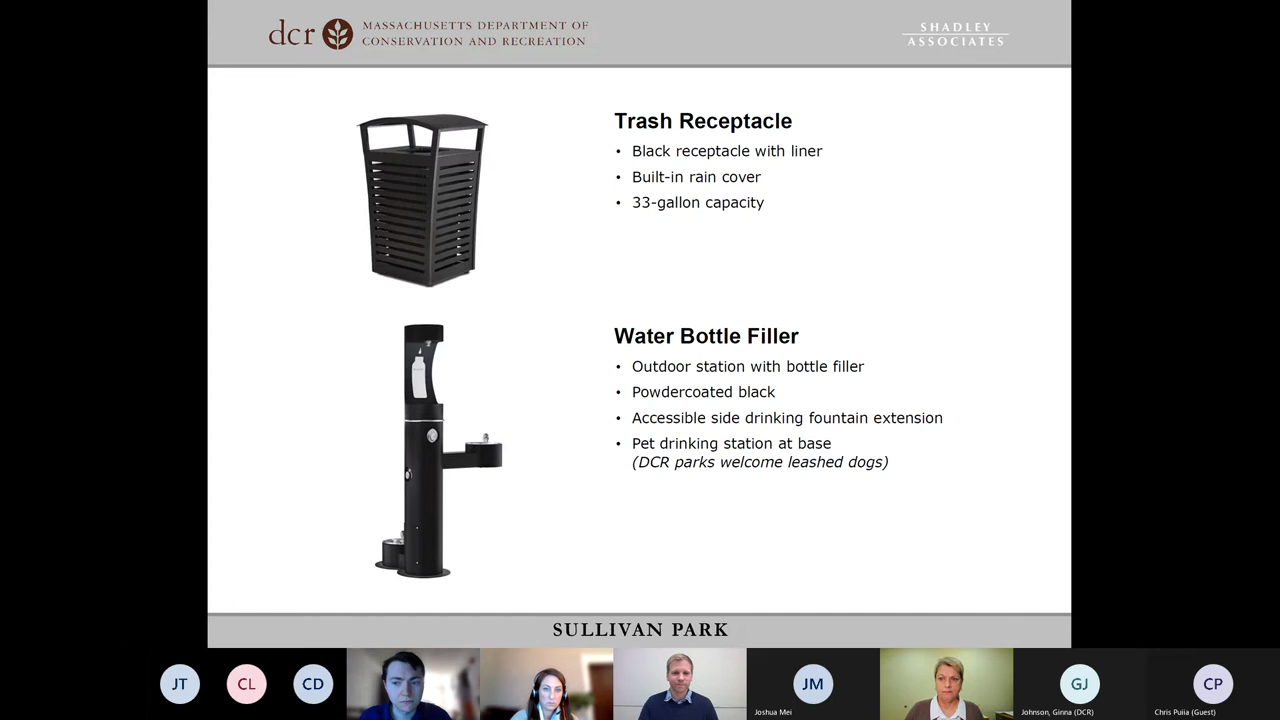 dcr
MASSACHUSETTS DEPARTMENT OF
CONSERVATION AND RECREATION
SHADLEY
ASSOCIATES
Trash Receptacle
• Black receptacle with liner
• Built-in rain cover
• 33-gallon capacity
Water Bottle Filler
• Outdoor station with bottle filler
• Powdercoated black
• Accessible side drinking fountain extension
• Pet drinking station at base
(DCR parks welcome leashed dogs)
SULLIVAN PARK
JT
CL
CD
JM
Joshua Mei
GJ
Johnson, Ginna (DCR)
CP
Chris Puiia (Guest)